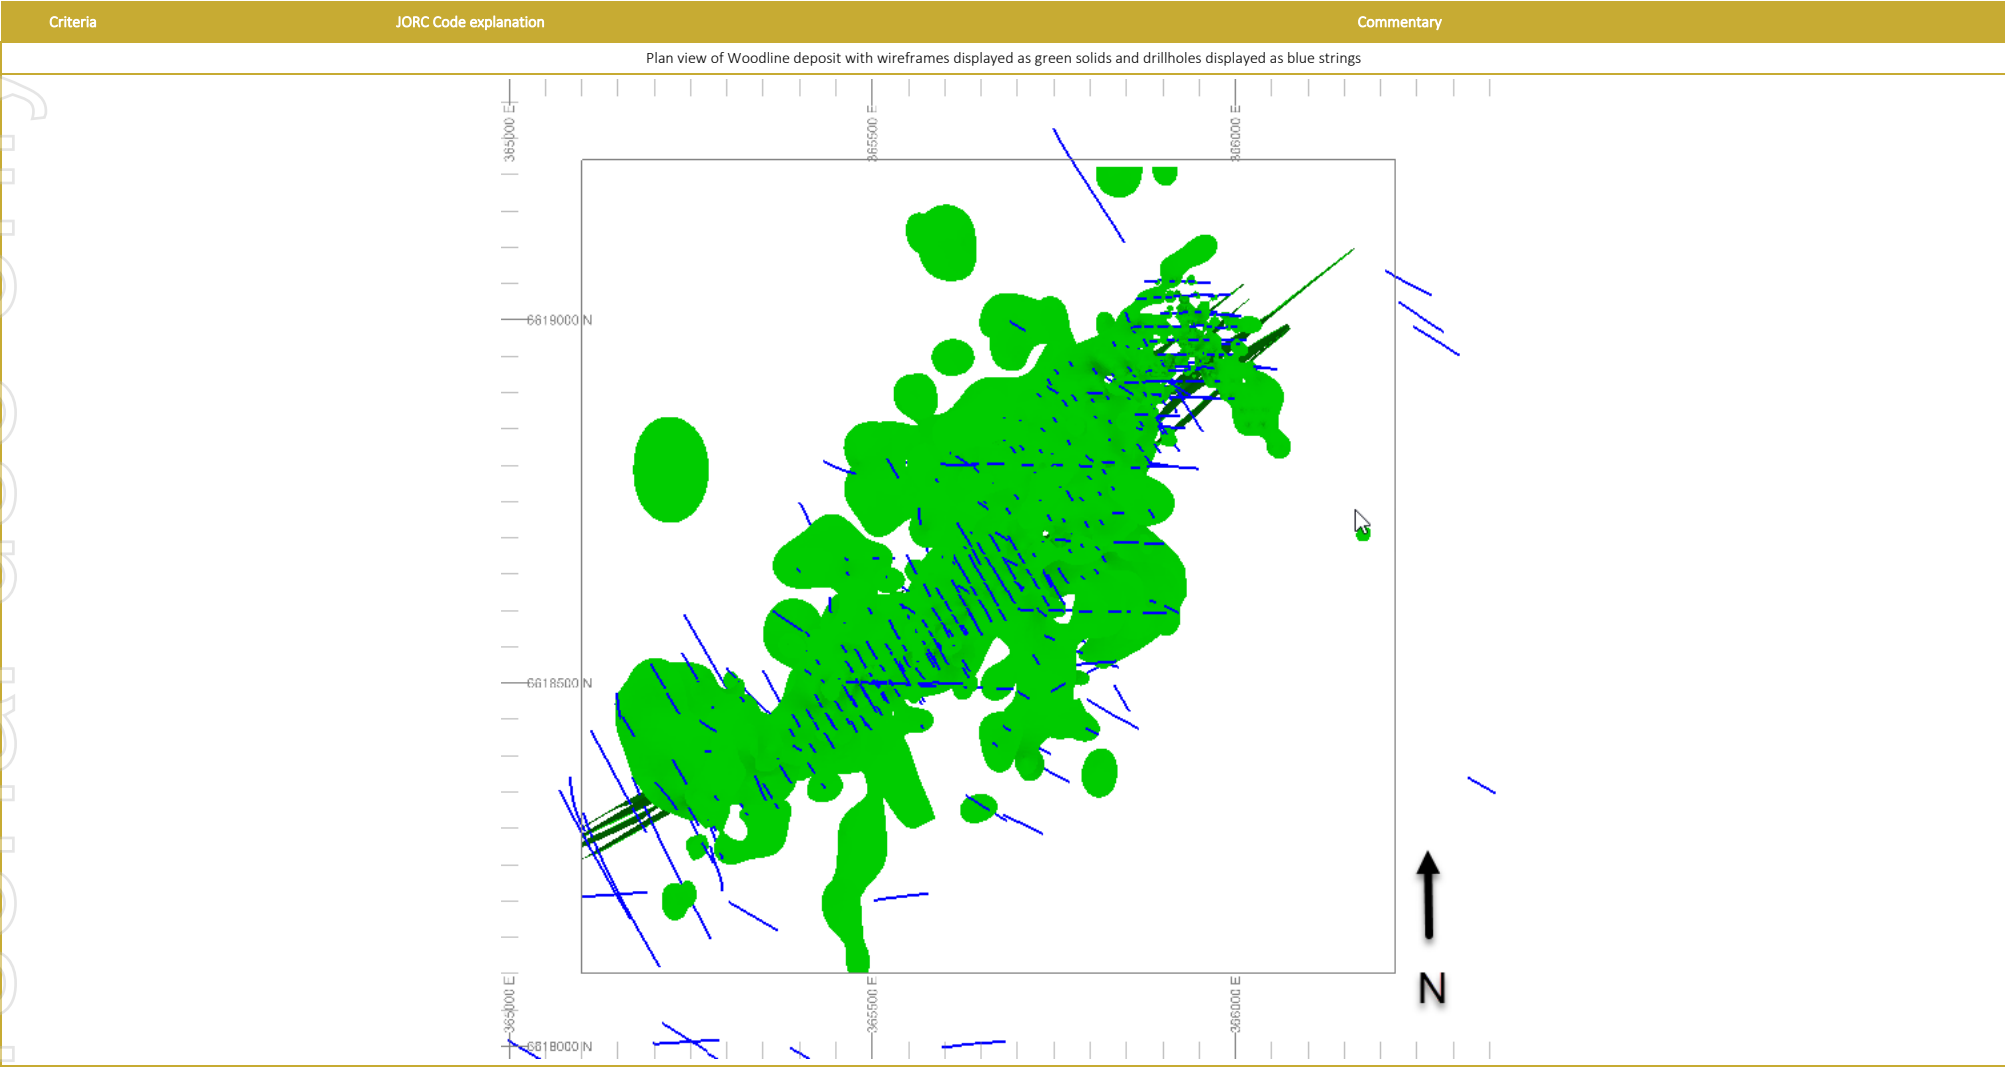 Criteria JORC Code explanation Commentary
Plan view of Woodline deposit with wireframes displayed as green solids and drillholes displayed as blue strings
365000 E 365500 E 366000 E
6619000 N
6618500 N
N
365000 E 365500 E 366000 E
6618000 N